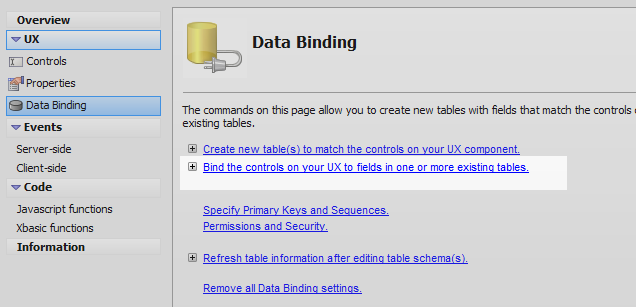 Overview
UX
Controls
Properties
Data Binding
Events
Server-side
Client-side
Code
Javascript functions
Xbasic functions
Information
Data Binding
The commands on this page allow you to create new tables with fields that match the controls
existing tables.
Create new table(s) to match the controls on your UX component.
Bind the controls on your UX to fields in one or more existing tables.
Specify Primary Keys and Sequences.
Permissions and Security.
Refresh table information after editing table schema(s).
Remove all Data Binding settings.